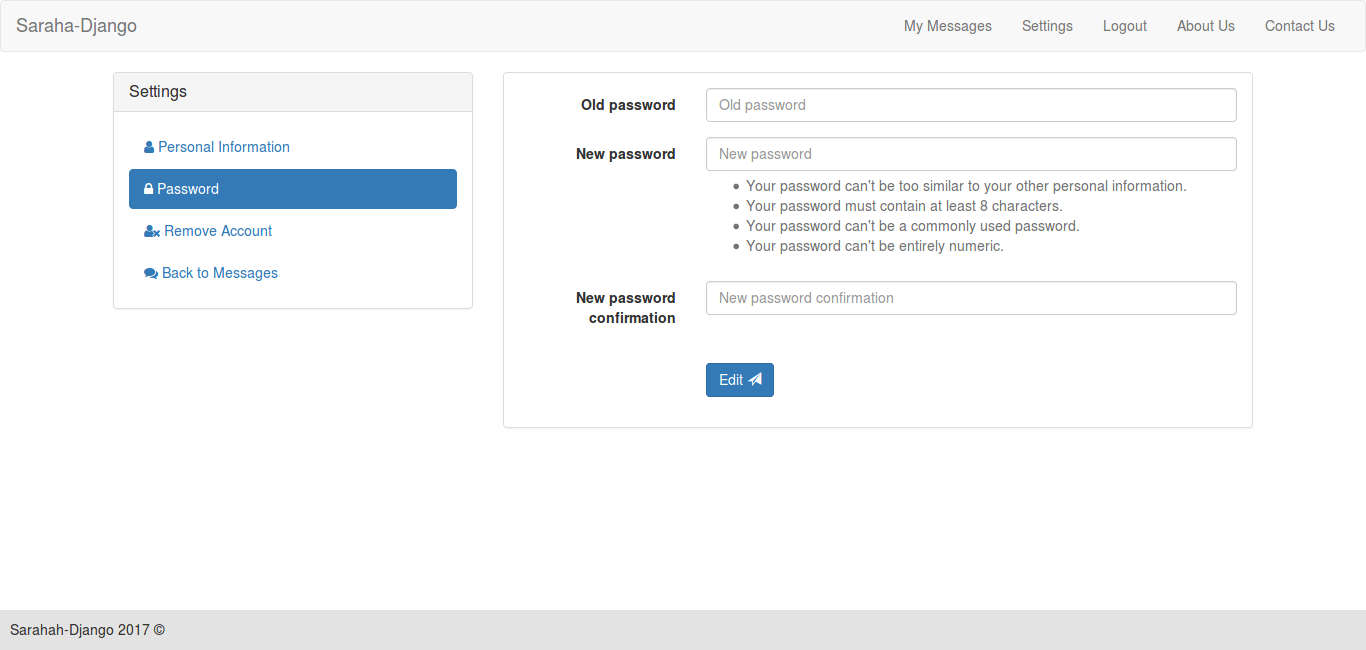 Saraha-Django
My Messages
Settings
Logout
About Us
Contact Us
Settings
Personal Information
Password
Remove Account
Back to Messages
Old password
Old password
New password
New password
Your password can't be too similar to your other personal information.
Your password must contain at least 8 characters.
Your password can't be a commonly used password.
Your password can't be entirely numeric.
New password
confirmation
New password confirmation
Edit
Sarahah-Django 2017 ©